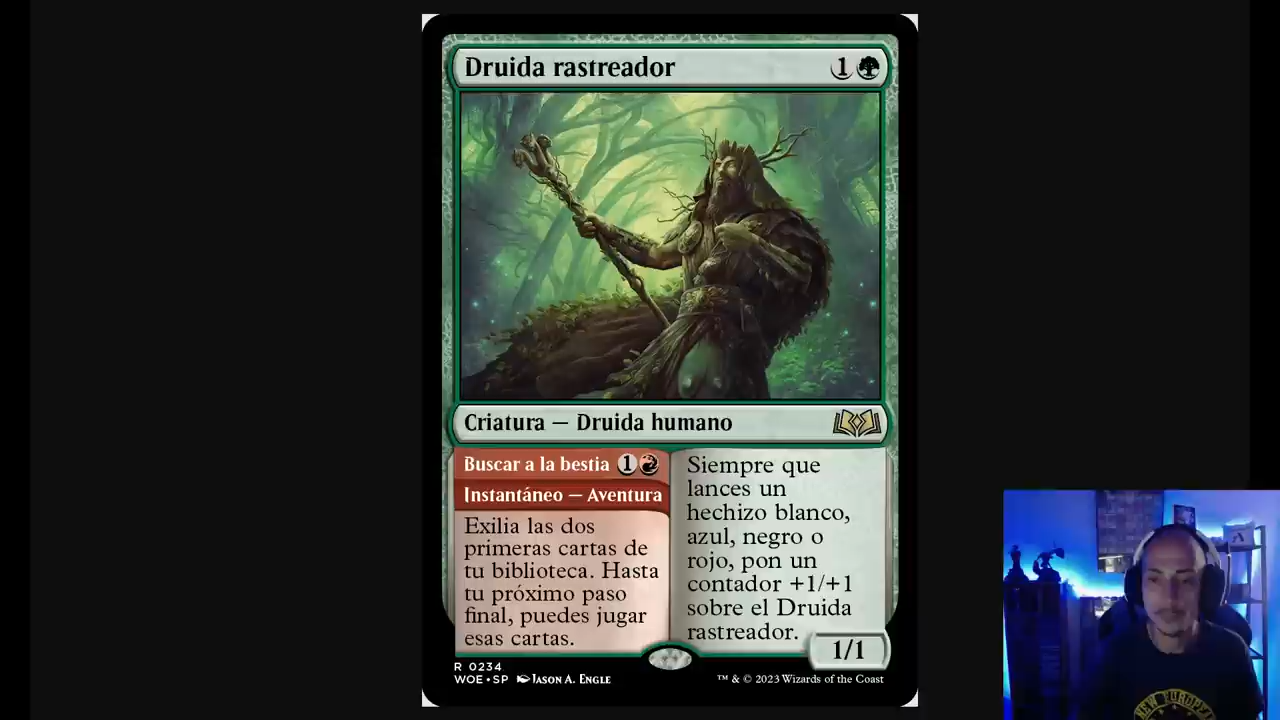 Druida rastreador 1
Criatura — Druida humano
Buscar a la bestia 1
Instantáneo — Aventura
Exilia las dos
primeras cartas de
tu biblioteca. Hasta
tu próximo paso
final, puedes jugar
esas cartas.
Siempre que
lances un
hechizo blanco,
azul, negro o
rojo, pon un
contador +1/+1
sobre el Druida
rastreador.
1/1
R 0234
WOE • SP Jason A. Engle
™ & © 2023 Wizards of the Coast
NEW EUROPE